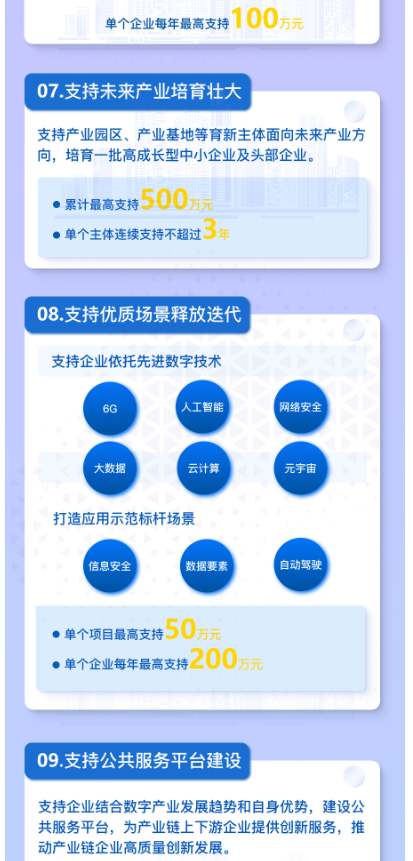 单个企业每年最高支持100万元
07.支持未来产业培育壮大
支持产业园区、产业基地等育新主体面向未来产业方
向，培育一批高成长型中小企业及头部企业。
● 累计最高支持500万元
● 单个主体连续支持不超过3年
08.支持优质场景释放迭代
支持企业依托先进数字技术
6G 人工智能 网络安全
大数据 云计算 元宇宙
打造应用示范标杆场景
信息安全 数据要素 自动驾驶
● 单个项目最高支持50万元
● 单个企业每年最高支持200万元
09.支持公共服务平台建设
支持企业结合数字产业发展趋势和自身优势，建设公
共服务平台，为产业链上下游企业提供创新服务，推
动产业链企业高质量创新发展。